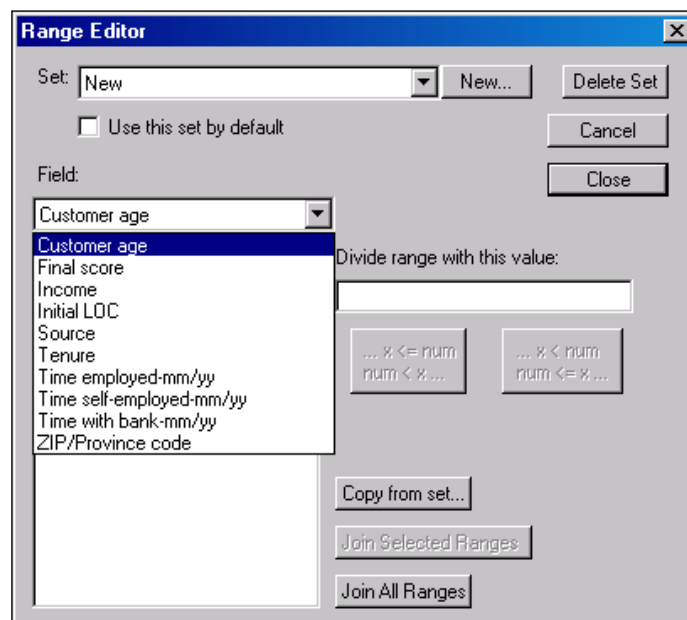 Range Editor
Set: New New... Delete Set
Use this set by default
Cancel
Field:
Close
Customer age
Customer age
Final score
Income
Initial LOC
Source
Tenure
Time employed-mm/yy
Time self-employed-mm/yy
Time with bank-mm/yy
ZIP/Province code
Divide range with this value:
... x <= num
num < x ...
... x < num
num <= x ...
Copy from set...
Join Selected Ranges
Join All Ranges